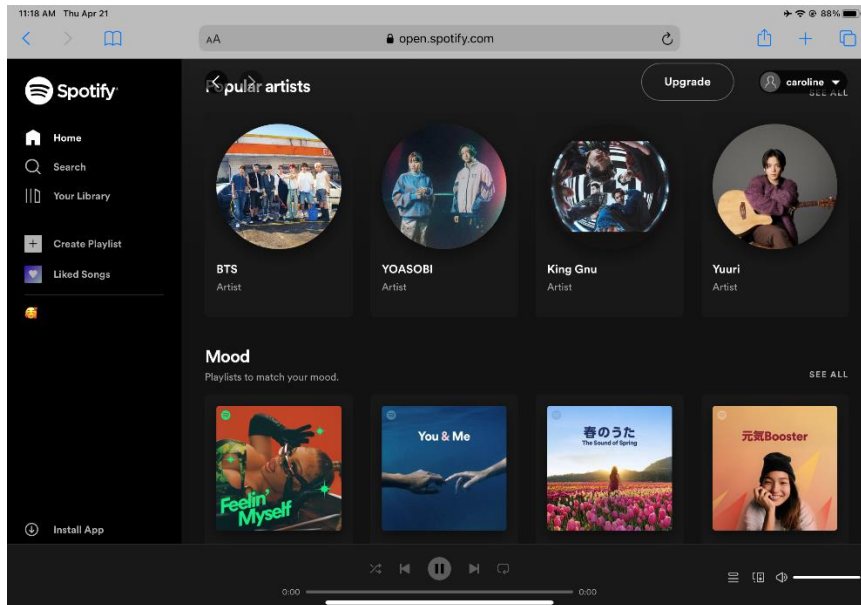 11:18 AM Thu Apr 21
88%
AA open.spotify.com
Spotify
Home
Search
Your Library
Create Playlist
Liked Songs
Install App
Popular artists
Upgrade
caroline
SEE ALL
BTS
Artist
YOASOBI
Artist
King Gnu
Artist
Yuuri
Artist
Mood
Playlists to match your mood.
SEE ALL
Feelin'
Myself
You & Me
春のうた
The Sound of Spring
元気Booster
0:00
0:00